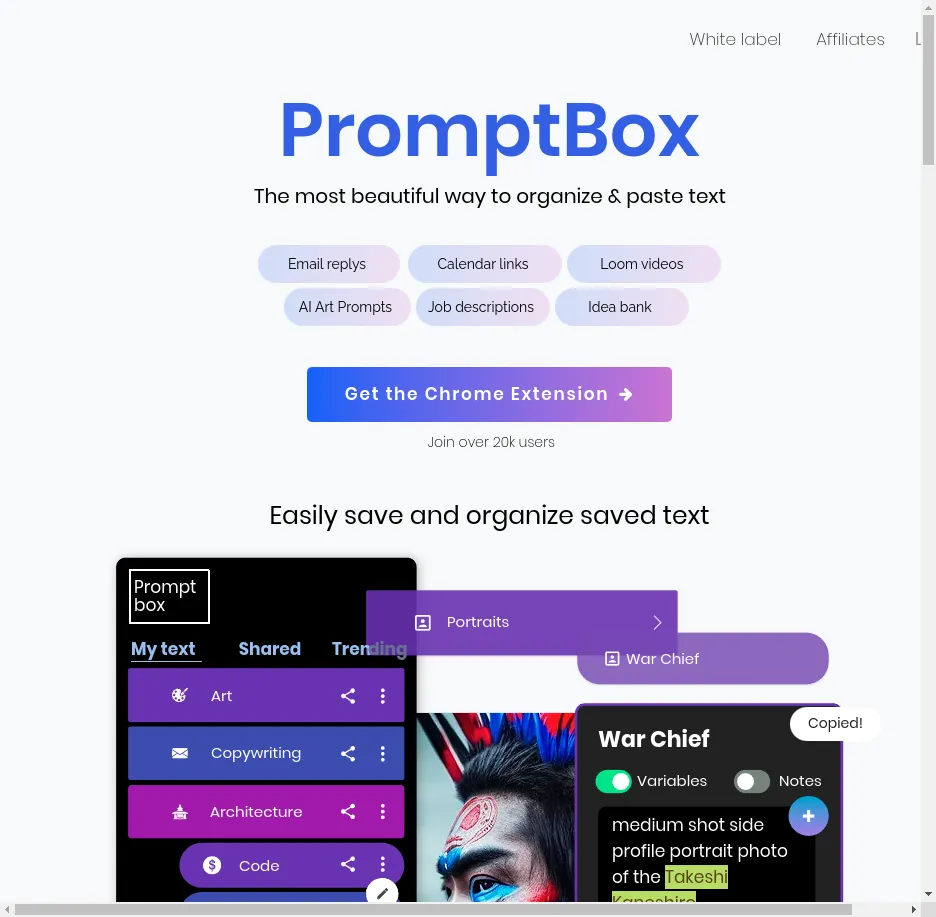 White label
Affiliates
L
PromptBox
The most beautiful way to organize & paste text
Email replys
Calendar links
Loom videos
AI Art Prompts
Job descriptions
Idea bank
Get the Chrome Extension
Join over 20k users
Easily save and organize saved text
Prompt
box
Portraits
My text
Shared
Trending
War Chief
Art
Copied!
War Chief
Copywriting
Variables
Notes
Architecture
medium shot side
profile portrait photo
of the Takeshi
Kaneshiro
Code